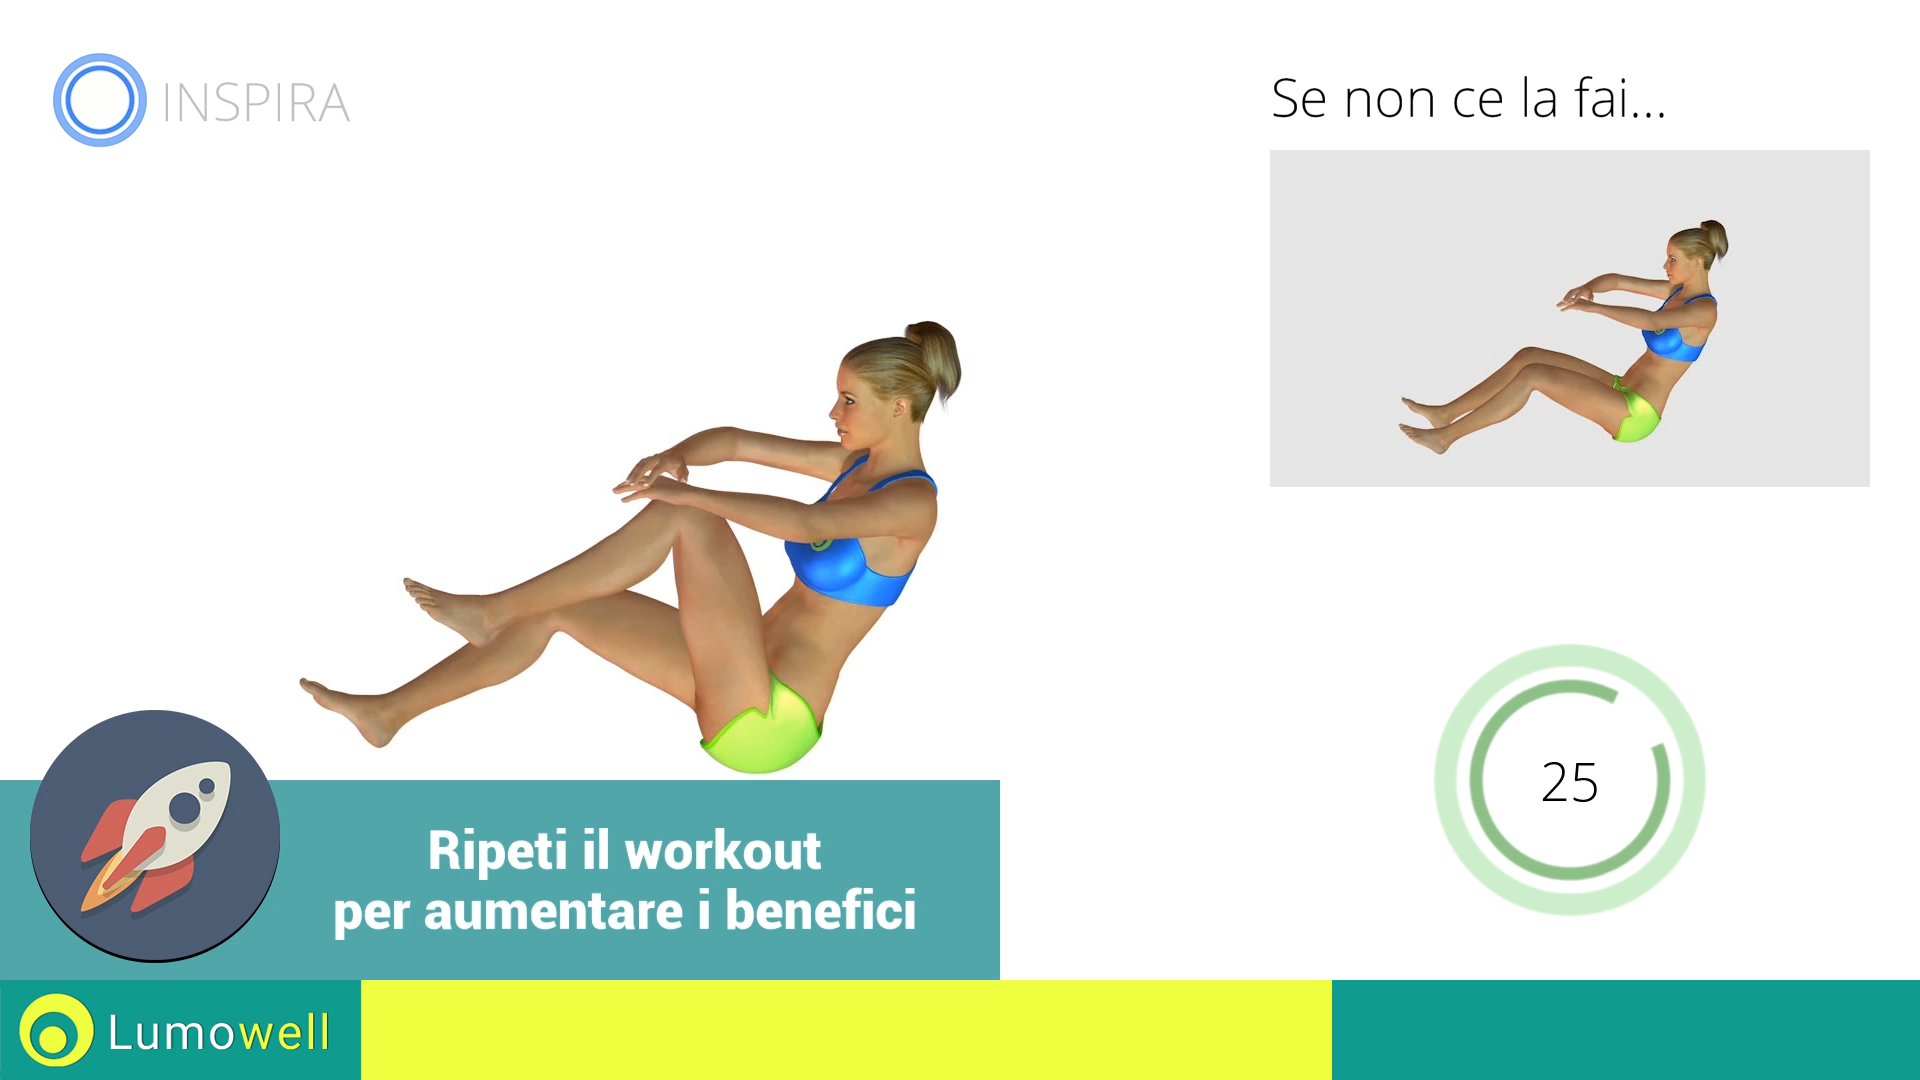 INSPIRA
Se non ce la fai...
25
Ripeti il workout
per aumentare i benefici
Lumowell